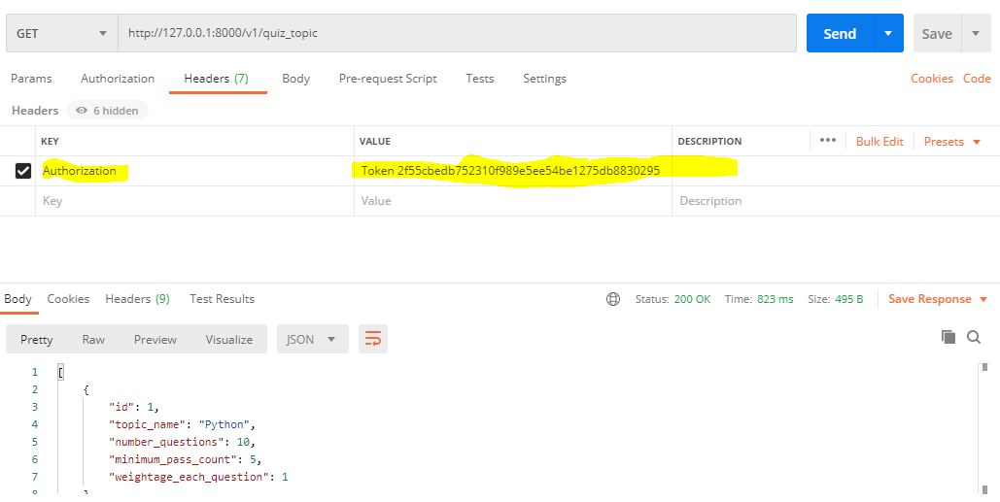 GET http://127.0.0.1:8000/v1/quiz_topic Send Save
Params Authorization Headers (7) Body Pre-request Script Tests Settings Cookies Code
Headers 6 hidden
KEY VALUE DESCRIPTION ••• Bulk Edit Presets
Authorization Token 2f55cbedb752310f989e5ee54be1275db8830295
Key Value Description
Body Cookies Headers (9) Test Results Status: 200 OK Time: 823 ms Size: 495 B Save Response
Pretty Raw Preview Visualize JSON
1 [
2 {
3 "id": 1,
4 "topic_name": "Python",
5 "number_questions": 10,
6 "minimum_pass_count": 5,
7 "weightage_each_question": 1
8 }